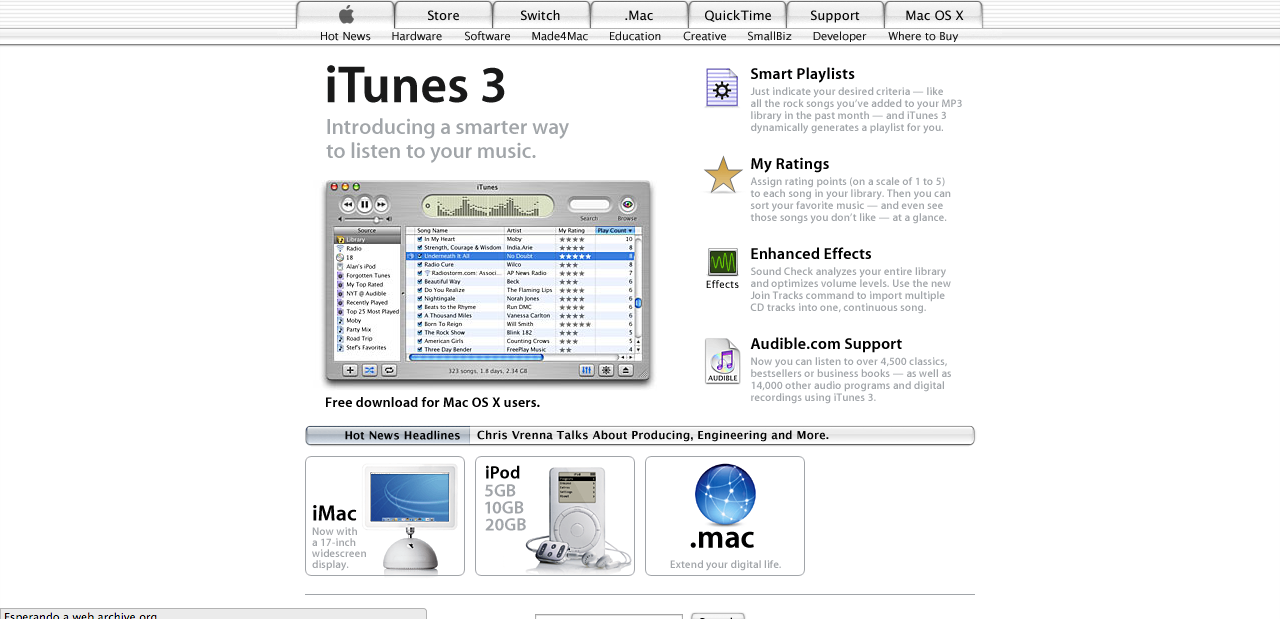 Store Switch .Mac QuickTime Support Mac OS X
Hot News Hardware Software Made4Mac Education Creative SmallBiz Developer Where to Buy
iTunes 3
Introducing a smarter way
to listen to your music.
iTunes
Search Browse
Source
Library
Radio
18
Alan's iPod
Forgotten Tunes
My Top Rated
NYT @ Audible
Recently Played
Top 25 Most Played
Moby
Party Mix
Road Trip
Stef's Favorites
Song Name Artist My Rating Play Count
In My Heart Moby 10
Strength, Courage & Wisdom India.Arie 8
Underneath It All No Doubt 8
Radio Cure Wilco 8
Radiostorm.com: Associ... AP News Radio 7
Beautiful Way Beck 6
Do You Realize The Flaming Lips 6
Nightingale Norah Jones 6
Beats to the Rhyme Run DMC 6
A Thousand Miles Vanessa Carlton 6
Born To Reign Will Smith 6
The Rock Show Blink 182 5
American Girls Counting Crows 5
Three Day Bender FreePlay Music 5
323 songs, 1.8 days, 2.34 GB
Free download for Mac OS X users.
Smart Playlists
Just indicate your desired criteria — like
all the rock songs you’ve added to your MP3
library in the past month — and iTunes 3
dynamically generates a playlist for you.
My Ratings
Assign rating points (on a scale of 1 to 5)
to each song in your library. Then you can
sort your favorite music — and even see
those songs you don’t like — at a glance.
Effects
Enhanced Effects
Sound Check analyzes your entire library
and optimizes volume levels. Use the new
Join Tracks command to import multiple
CD tracks into one, continuous song.
AUDIBLE
Audible.com Support
Now you can listen to over 4,500 classics,
bestsellers or business books — as well as
14,000 other audio programs and digital
recordings using iTunes 3.
Hot News Headlines Chris Vrenna Talks About Producing, Engineering and More.
iMac
Now with
a 17-inch
widescreen
display.
iPod
5GB
10GB
20GB
.mac
Extend your digital life.
Esperando a web.archive.org